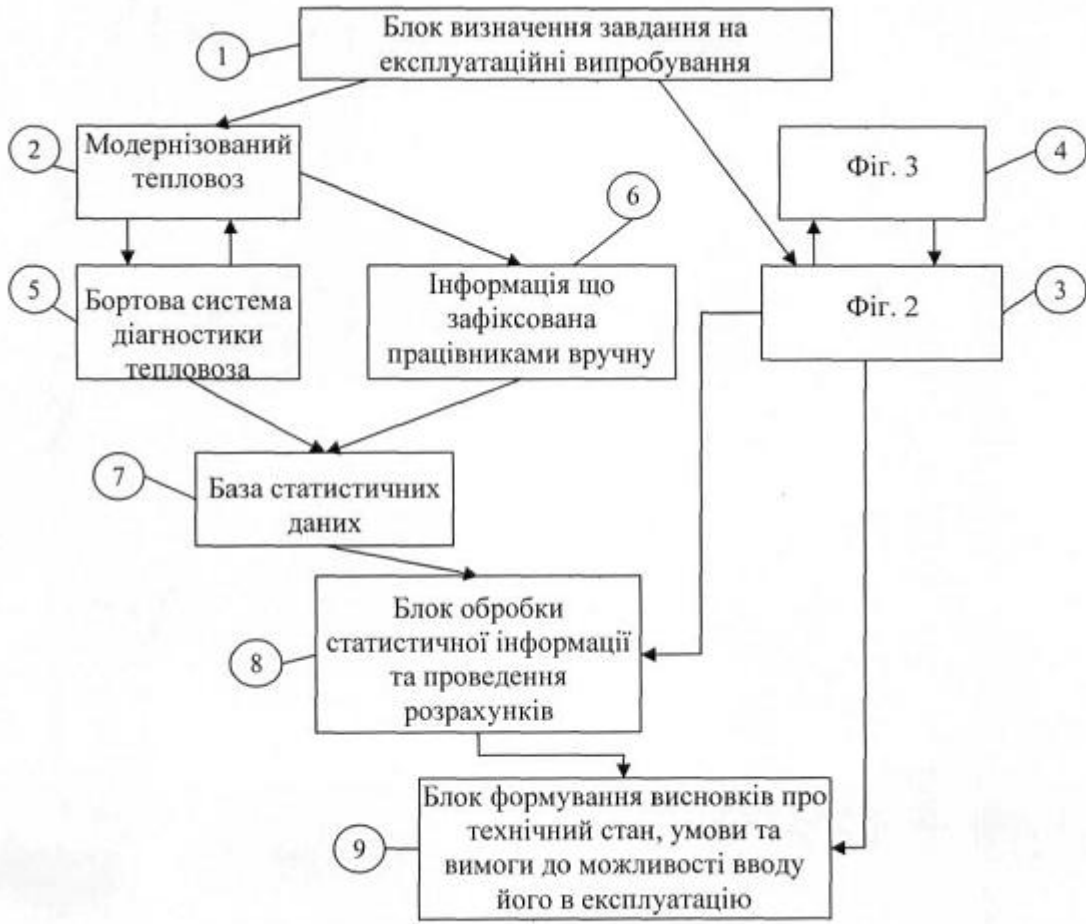 1
Блок визначення завдання на
експлуатаційні випробування
2
Модернізований
тепловоз
Фіг. 3
4
6
5
Бортова система
діагностики
тепловоза
Інформація що
зафіксована
працівниками вручну
Фіг. 2
3
7
База статистичних
даних
8
Блок обробки
статистичної інформації
та проведення
розрахунків
9
Блок формування висновків про
технічний стан, умови та
вимоги до можливості вводу
його в експлуатацію